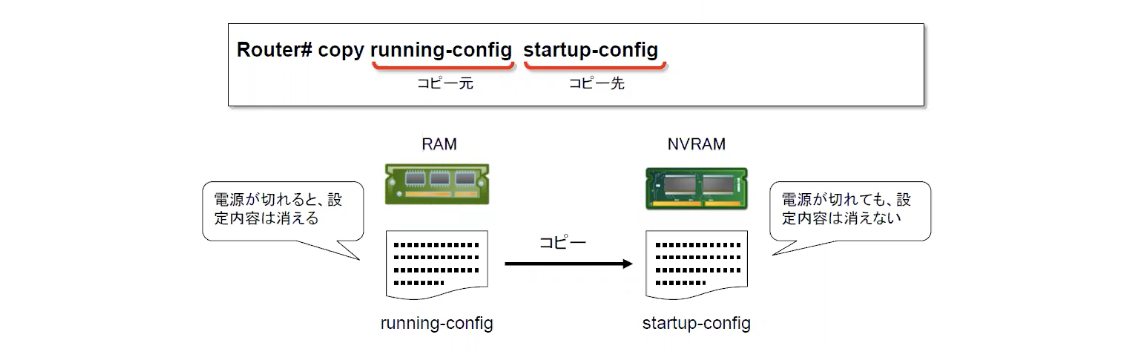 Router# copy running-config startup-config
コピー元
コピー先
RAM
NVRAM
電源が切れると、設
定内容は消える
電源が切れても、設
定内容は消えない
コピー
running-config
startup-config